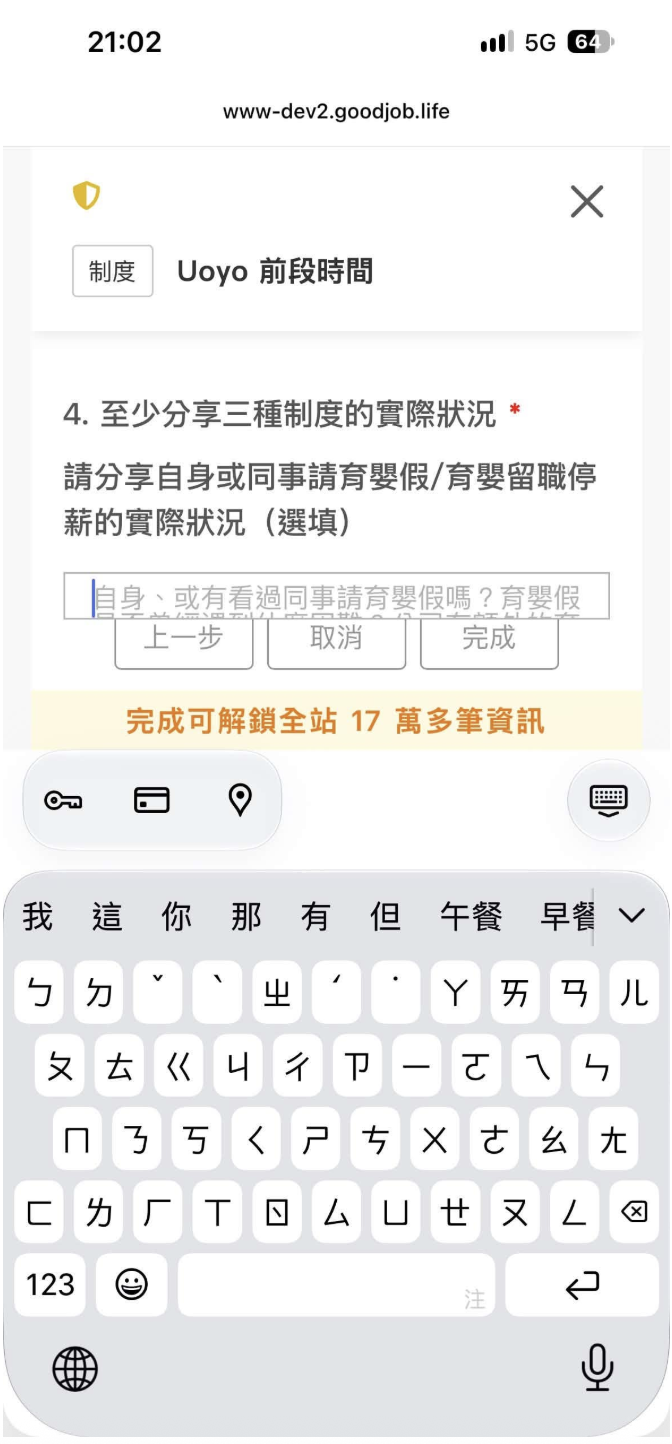 21:02
5G 64
www-dev2.goodjob.life
制度 Uoyo 前段時間
4. 至少分享三種制度的實際狀況 *
請分享自身或同事請育嬰假/育嬰留職停
薪的實際狀況（選填）
自身、或有看過同事請育嬰假嗎？育嬰假
上一步 取消 完成
完成可解鎖全站 17 萬多筆資訊
我 這 你 那 有 但 午餐 早餐
ㄅ ㄉ ˇ ˋ ㄓ ˊ ˙ ㄚ ㄞ ㄢ ㄦ
ㄆ ㄊ ㄍ ㄐ ㄔ ㄗ ㄧ ㄛ ㄟ ㄣ
ㄇ ㄋ ㄎ ㄑ ㄕ ㄘ ㄨ ㄜ ㄠ ㄤ
ㄈ ㄌ ㄏ ㄒ ㄖ ㄙ ㄩ ㄝ ㄡ ㄥ
123 注